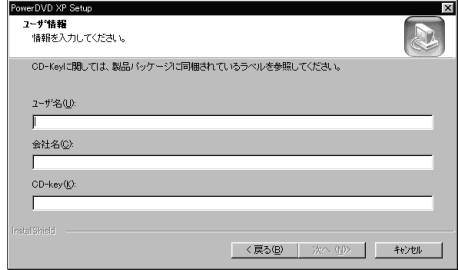 PowerDVD XP Setup
ユーザ情報
情報を入力してください。
CD-Keyに関しては、製品パッケージに同梱されているラベルを参照してください。
ユーザ名(U):
会社名(C):
CD-key(K):
InstallShield
< 戻る(B)
次へ(N)>
キャンセル